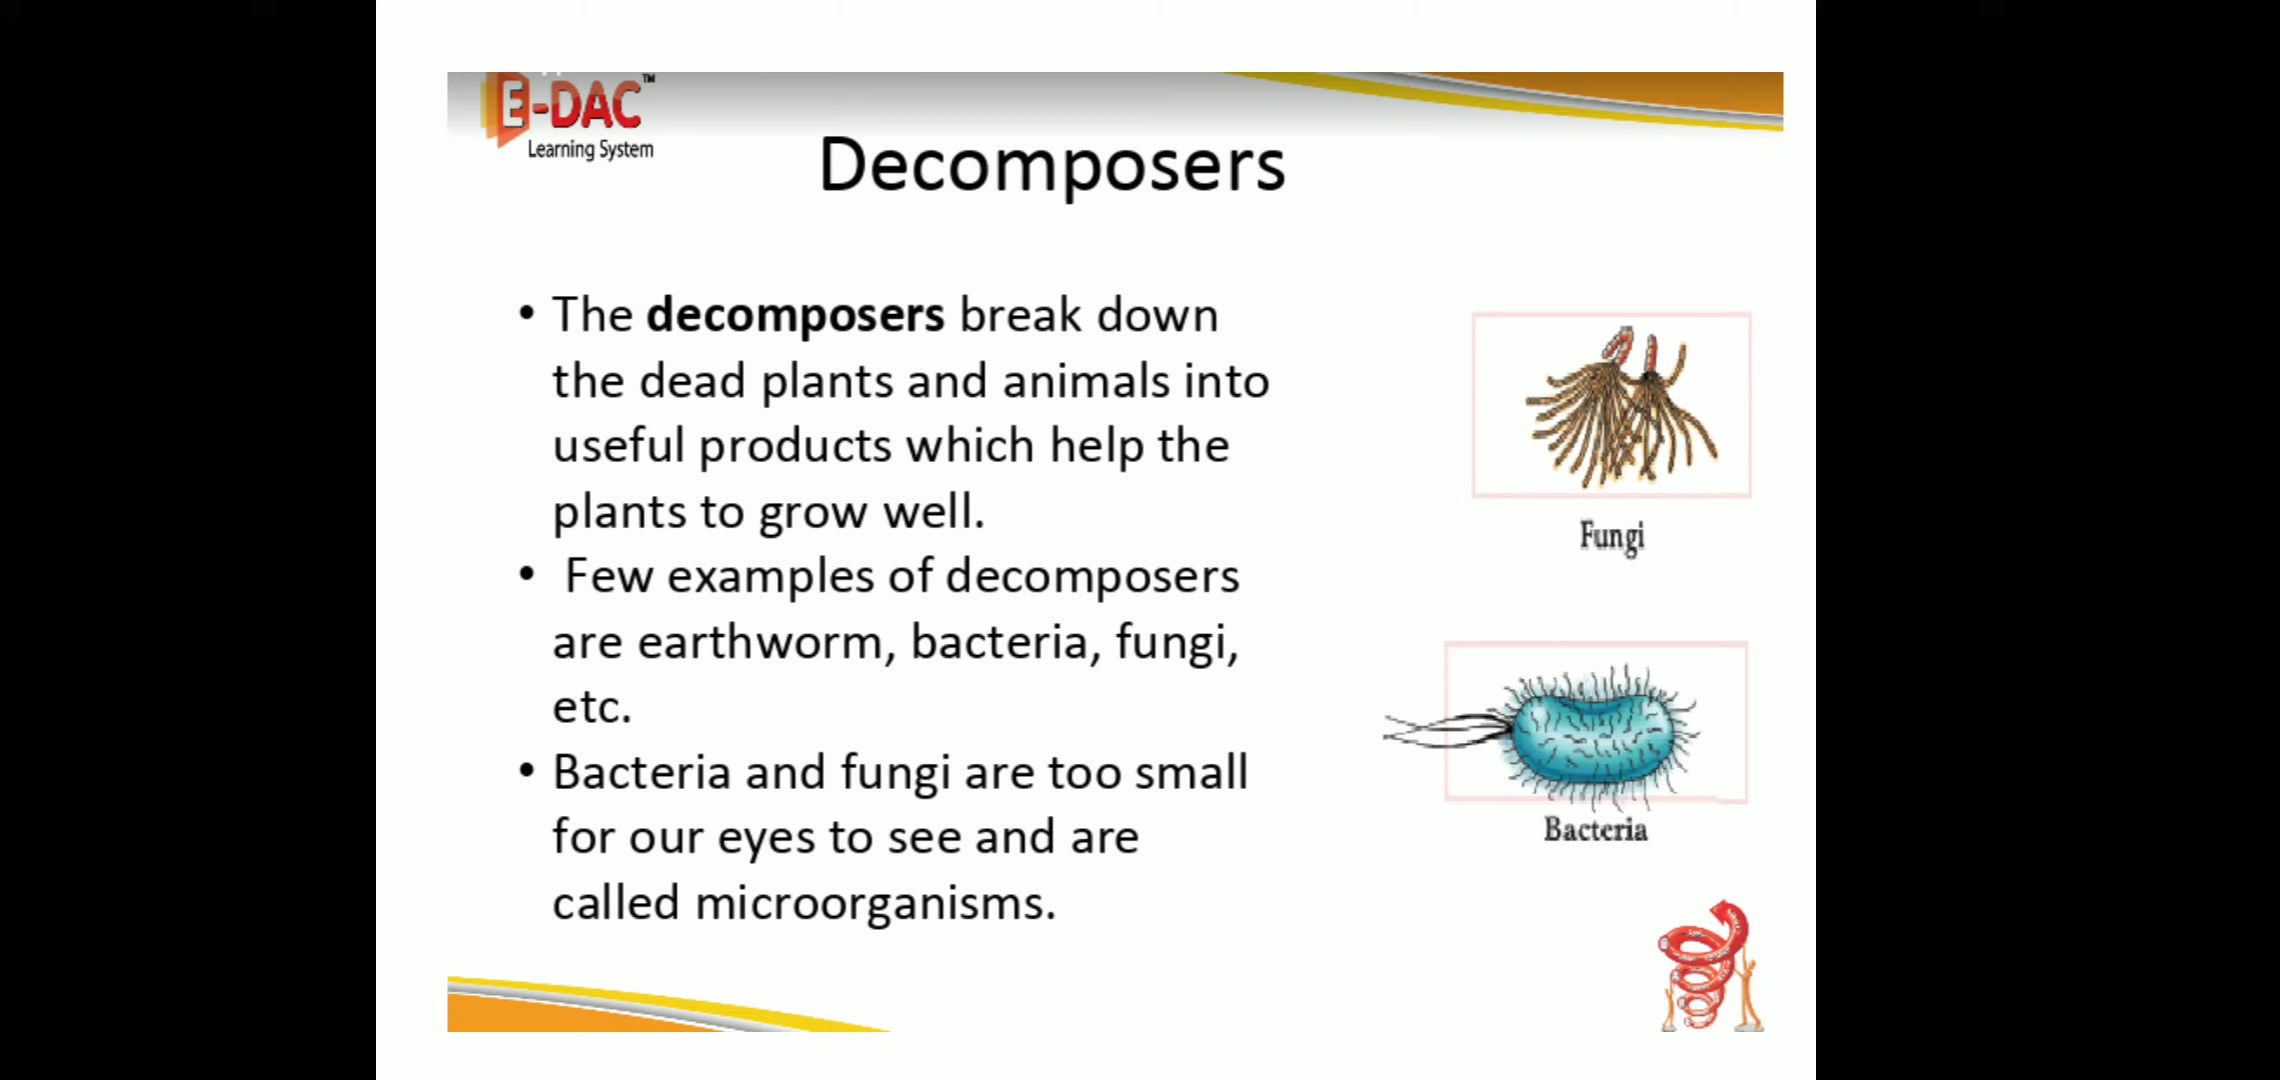 E-DAC™
Learning System
Decomposers
• The decomposers break down
the dead plants and animals into
useful products which help the
plants to grow well.
• Few examples of decomposers
are earthworm, bacteria, fungi,
etc.
• Bacteria and fungi are too small
for our eyes to see and are
called microorganisms.
Fungi
Bacteria